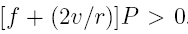 [f + (2v/r)]P > 0.